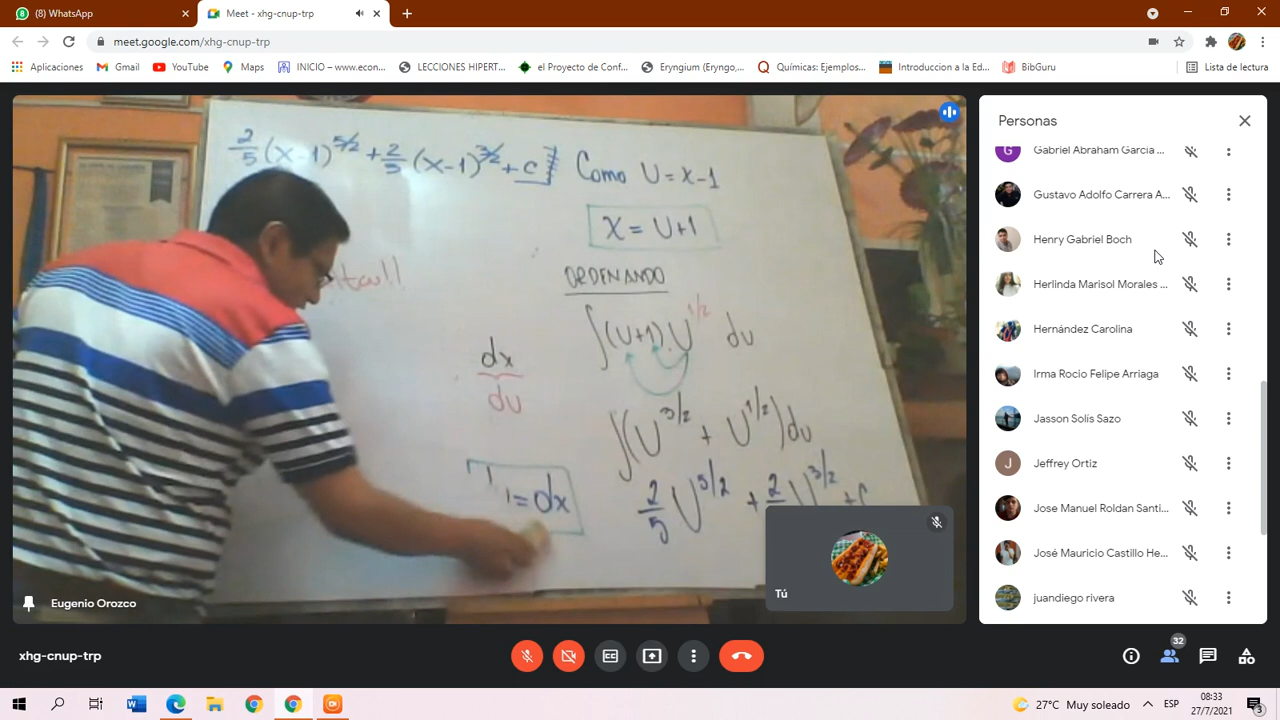 (8) WhatsApp
Meet - xhg-cnup-trp
meet.google.com/xhg-cnup-trp
Aplicaciones
Gmail
YouTube
Maps
INICIO – www.econ...
LECCIONES HIPERT...
el Proyecto de Conf...
Eryngium (Eryngo,...
Químicas: Ejemplos...
Introduccion a la Ed...
BibGuru
Lista de lectura
2/5 (x-1)^5/2 + 2/5 (x-1)^3/2 + C
Como U = x-1
x = U+1
ORDENANDO
∫(U+1) U^1/2 du
dx
du
∫(U^3/2 + U^1/2) du
= dx
2/5 U^5/2 + 2 U^3/2 + C
Tú
Eugenio Orozco
Personas
Gabriel Abraham Garcia ...
Gustavo Adolfo Carrera A...
Henry Gabriel Boch
Herlinda Marisol Morales ...
Hernández Carolina
Irma Rocio Felipe Arriaga
Jasson Solís Sazo
Jeffrey Ortiz
Jose Manuel Roldan Santi...
José Mauricio Castillo He...
juandiego rivera
xhg-cnup-trp
32
27°C Muy soleado
ESP
08:33
27/7/2021
3